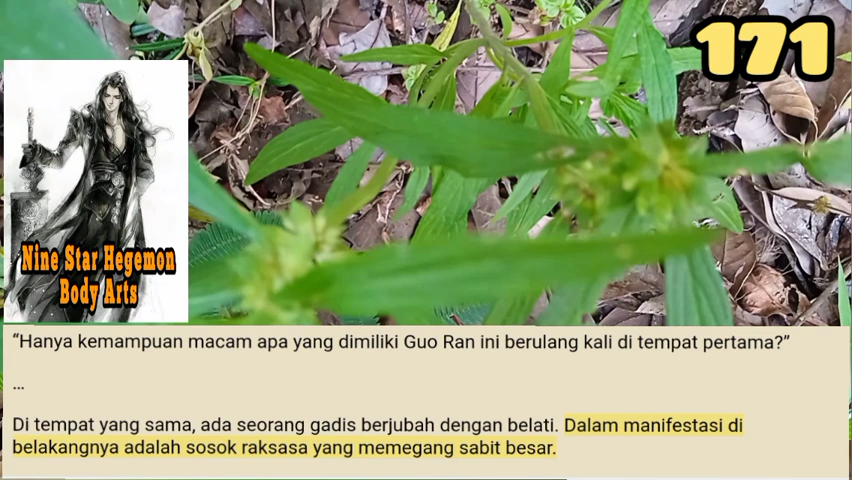 171
Nine Star Hegemon
Body Arts
“Hanya kemampuan macam apa yang dimiliki Guo Ran ini berulang kali di tempat pertama?”
...
Di tempat yang sama, ada seorang gadis berjubah dengan belati. Dalam manifestasi di
belakangnya adalah sosok raksasa yang memegang sabit besar.